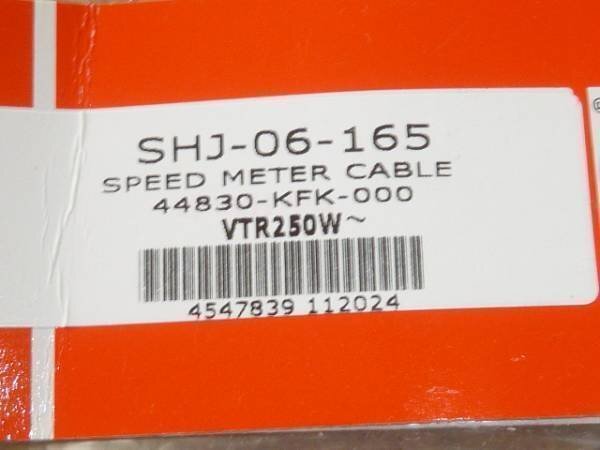 SHJ-06-165
SPEED METER CABLE
44830-KFK-000
VTR250W～
4547839 112024